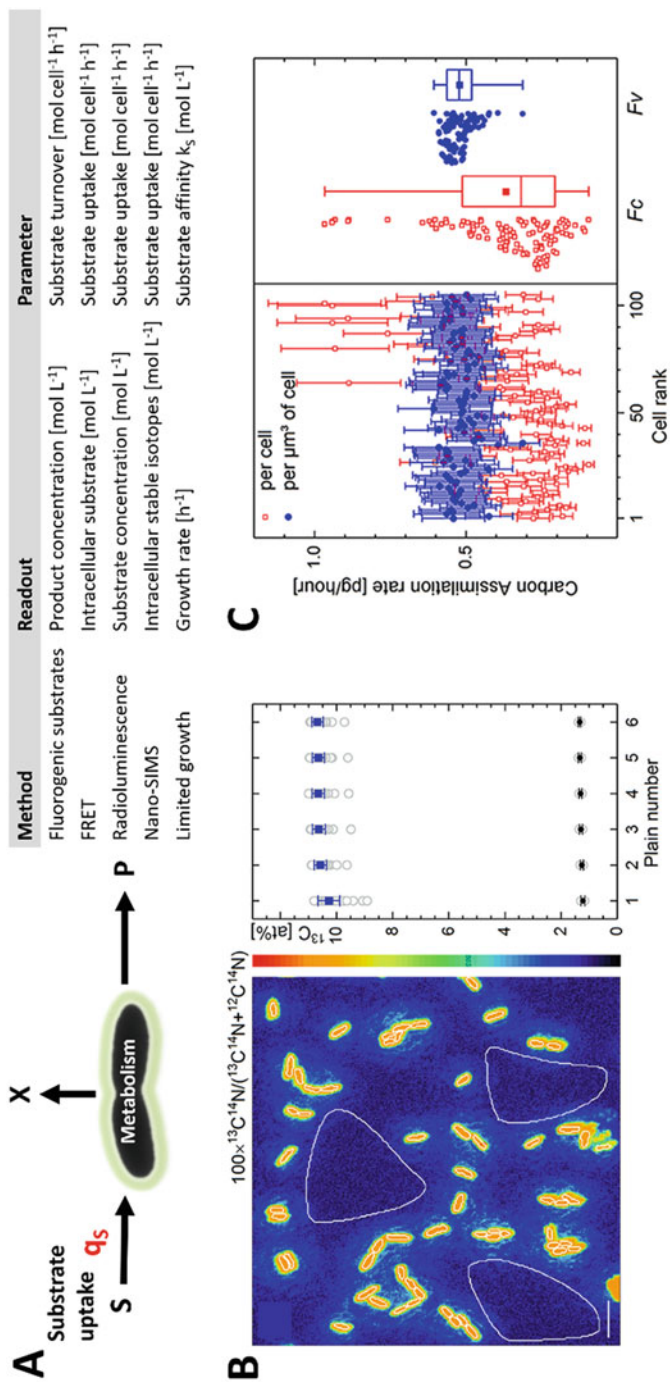 A
Substrate
uptake
qS
S
X
Metabolism
P
Method Readout Parameter
Fluorogenic substrates Product concentration [mol L-1] Substrate turnover [mol cell-1 h-1]
FRET Intracellular substrate [mol L-1] Substrate uptake [mol cell-1 h-1]
Radioluminescence Substrate concentration [mol L-1] Substrate uptake [mol cell-1 h-1]
Nano-SIMS Intracellular stable isotopes [mol L-1] Substrate uptake [mol cell-1 h-1]
Limited growth Growth rate [h-1] Substrate affinity kS [mol L-1]
B
100×13C14N/(13C14N+12C14N)
13C [at%]
10
8
6
4
2
0
1 2 3 4 5 6
Plain number
C
Carbon Assimilation rate [pg/hour]
1.0
0.5
per cell
per µm3 of cell
1 50 100
Cell rank
Fc Fv